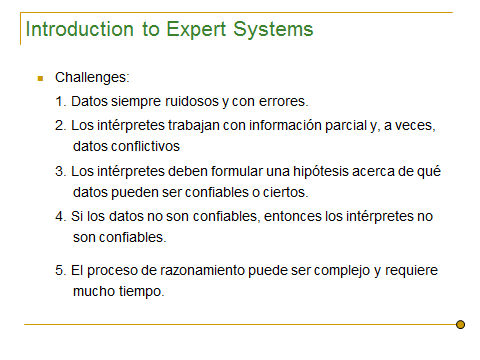 Introduction to Expert Systems
Challenges:
1. Datos siempre ruidosos y con errores.
2. Los intérpretes trabajan con información parcial y, a veces,
datos conflictivos
3. Los intérpretes deben formular una hipótesis acerca de qué
datos pueden ser confiables o ciertos.
4. Si los datos no son confiables, entonces los intérpretes no
son confiables.
5. El proceso de razonamiento puede ser complejo y requiere
mucho tiempo.